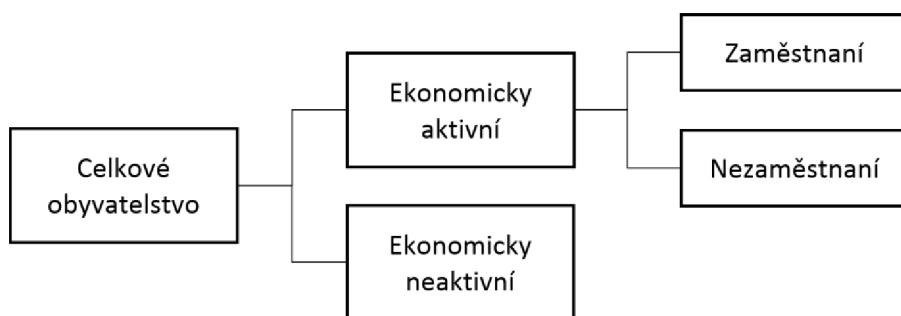 Zaměstnaní
Ekonomicky
aktivní
Nezaměstnaní
Celkové
obyvatelstvo
Ekonomicky
neaktivní